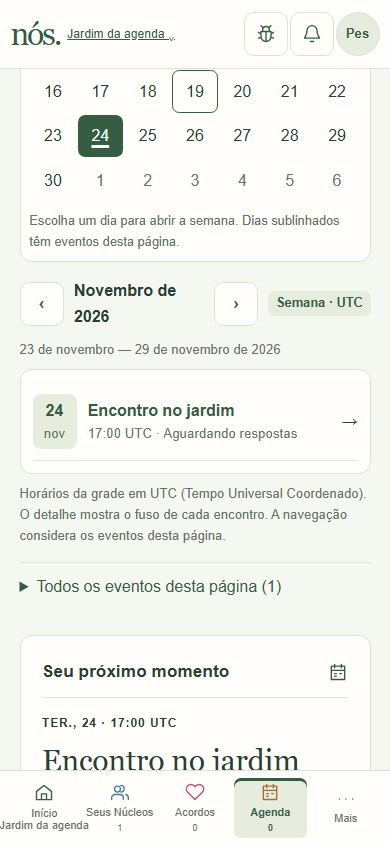 nós. Jardim da agenda
Pes
16 17 18 19 20 21 22
23 24 25 26 27 28 29
30 1 2 3 4 5 6
Escolha um dia para abrir a semana. Dias sublinhados
têm eventos desta página.
‹ Novembro de
2026 › Semana · UTC
23 de novembro — 29 de novembro de 2026
24 Encontro no jardim
nov 17:00 UTC · Aguardando respostas →
Horários da grade em UTC (Tempo Universal Coordenado).
O detalhe mostra o fuso de cada encontro. A navegação
considera os eventos desta página.
Todos os eventos desta página (1)
Seu próximo momento
TER., 24 · 17:00 UTC
Encontro no jardim
Início Seus Núcleos Acordos Agenda Mais
Jardim da agenda 1 0 0